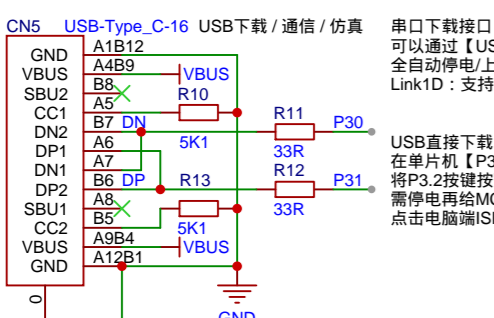 CN5 USB-Type_C-16 USB下载 / 通信 / 仿真
串口下载接口
可以通过【US
全自动停电/上
Link1D：支持
GND A1B12
VBUS A4B9 VBUS
SBU2 B8
CC1 A5 R10 5K1
DN2 B7 DN R11 33R P30
DP1 A6
DN1 A7
DP2 B6 DP R12 33R P31
SBU1 A8
CC2 B5 R13 5K1
VBUS A9B4 VBUS
GND A12B1
0
GND
USB直接下载
在单片机【P3
将P3.2按键按
需停电再给MC
点击电脑端ISI